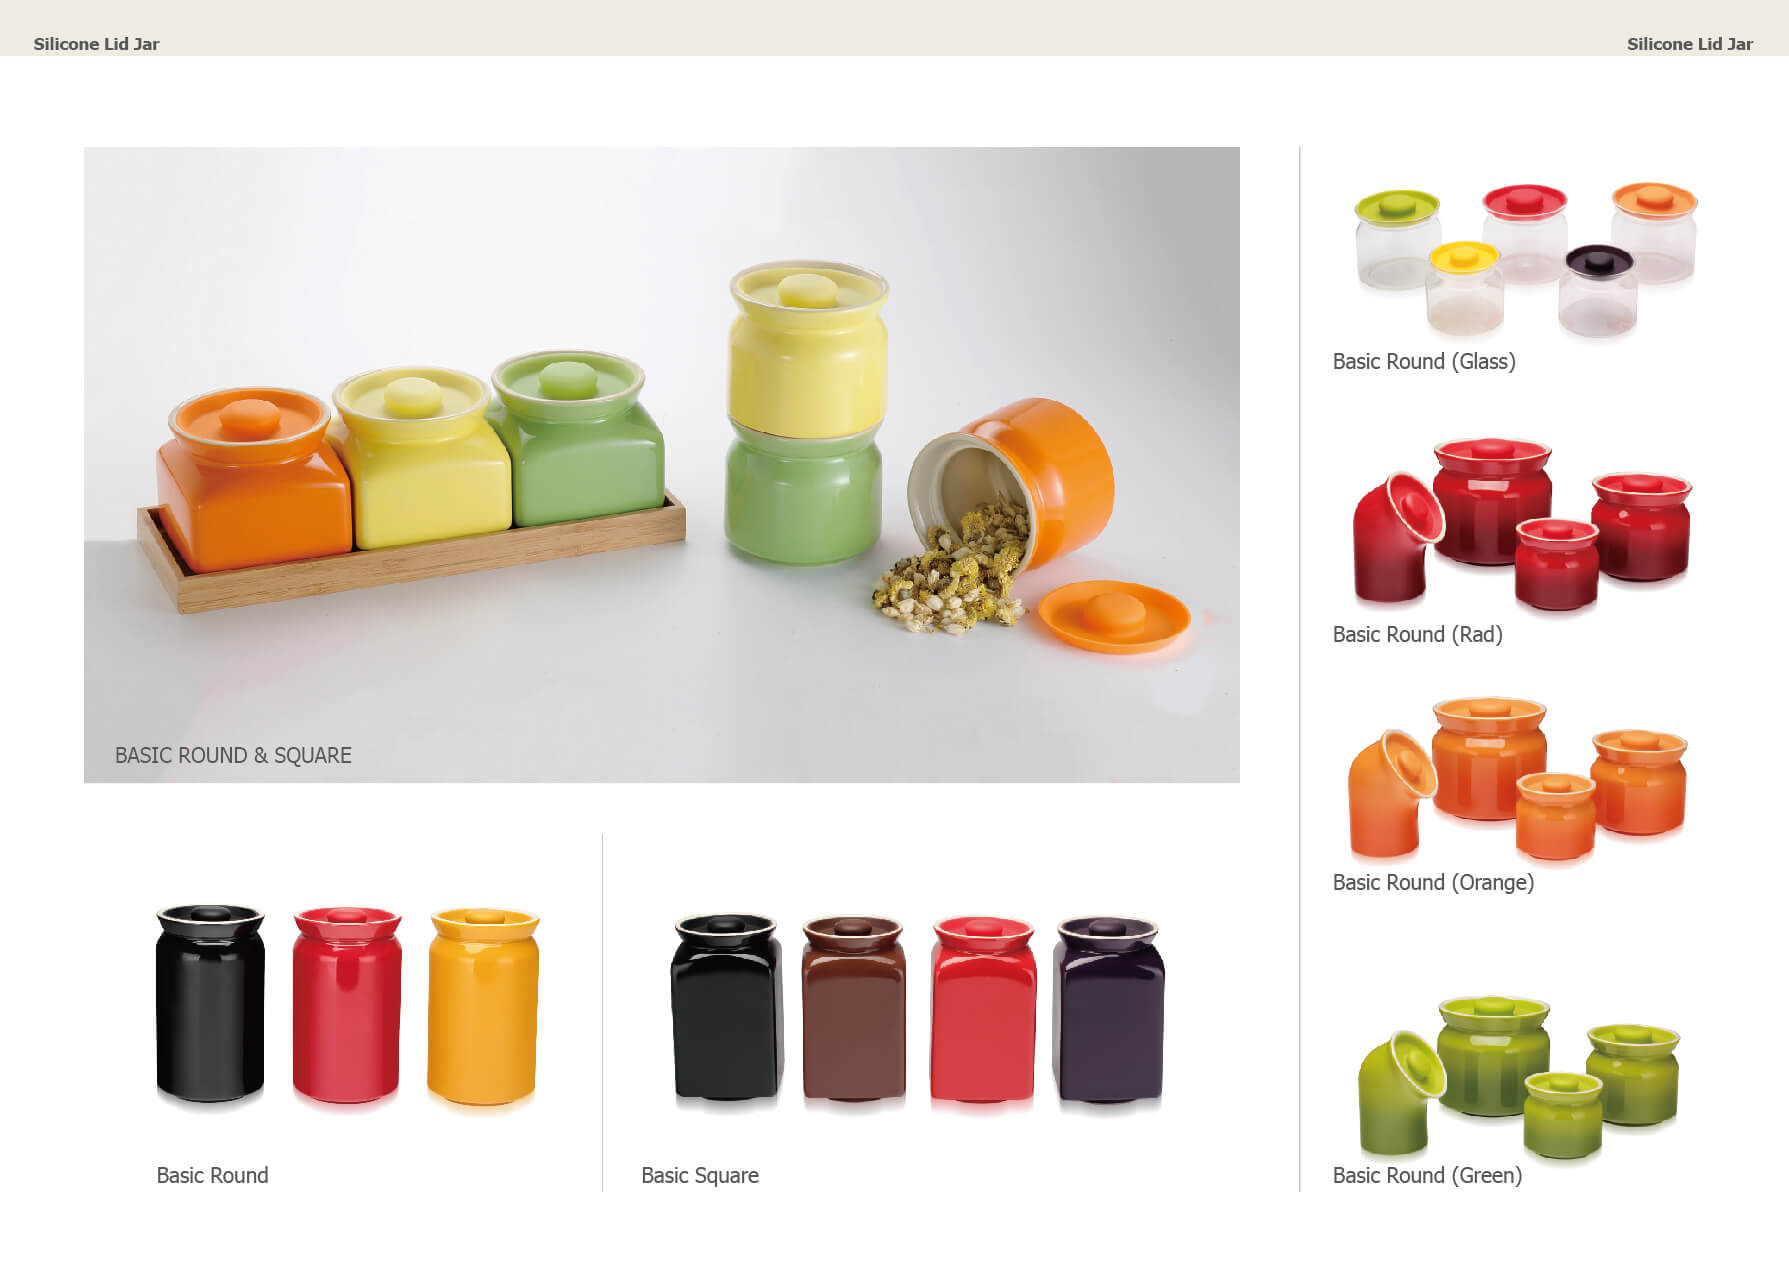 Silicone Lid Jar
Silicone Lid Jar
BASIC ROUND & SQUARE
Basic Round
Basic Square
Basic Round (Glass)
Basic Round (Rad)
Basic Round (Orange)
Basic Round (Green)